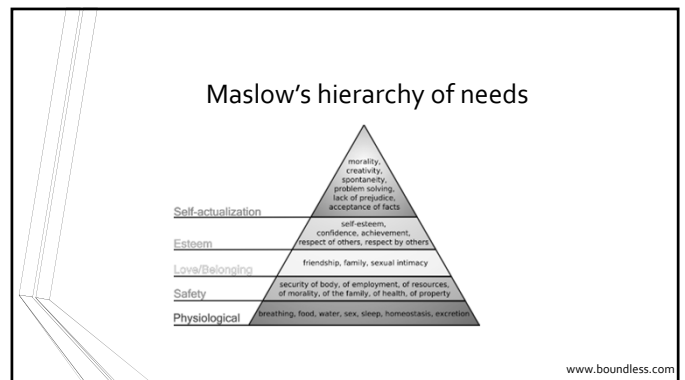 Maslow's hierarchy of needs
morality,
creativity,
spontaneity,
problem solving,
lack of prejudice,
acceptance of facts
Self-actualization
self-esteem,
confidence, achievement,
respect of others, respect by others
Esteem
friendship, family, sexual intimacy
Love/Belonging
security of body, of employment, of resources,
of morality, of the family, of health, of property
Safety
breathing, food, water, sex, sleep, homeostasis, excretion
Physiological
www.boundless.com